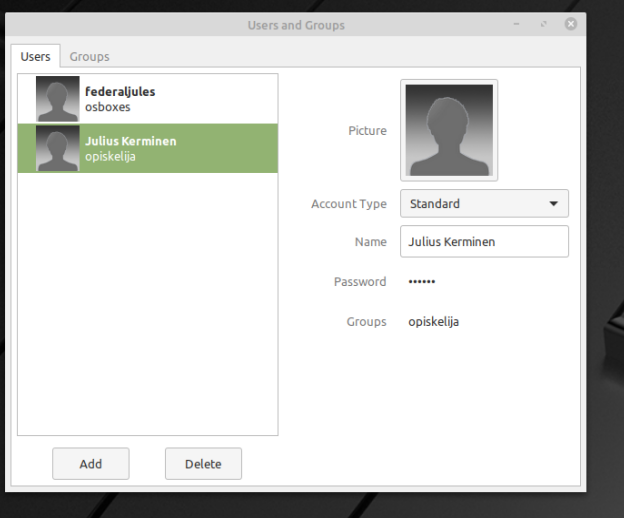 Users and Groups
Users Groups
federaljules
osboxes
Julius Kerminen
opiskelija
Picture
Account Type Standard
Name Julius Kerminen
Password ••••••
Groups opiskelija
Add Delete